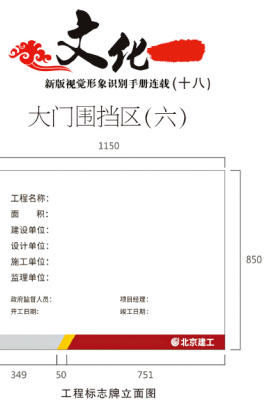 文化一
新版视觉形象识别手册连载(十八)
大门围挡区(六)
1150
工程名称：
面　　积：
建设单位：
设计单位：
施工单位：
监理单位：
政府监督人员：　　项目经理：
开工日期：　　竣工日期：
850
北京建工
349　50　751
工程标志牌立面图